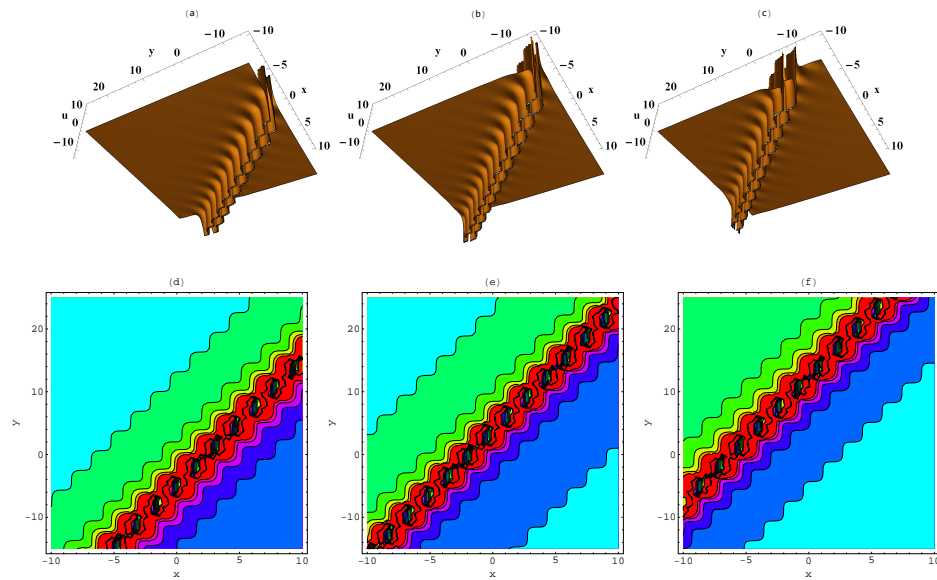 (a) (b) (c)
-10 -10 -10
y 0 -10 y 0 -10 y 0 -10
10 -5 10 -5 10 -5
20 0 x 20 0 x 20 0 x
10 5 10 5 10 5
u 0 u 0 u 0
-10 10 -10 10 -10 10
(d) (e) (f)
20 20 20
10 10 10
y y y
0 0 0
-10 -10 -10
-10 -5 0 5 10 -10 -5 0 5 10 -10 -5 0 5 10
x x x